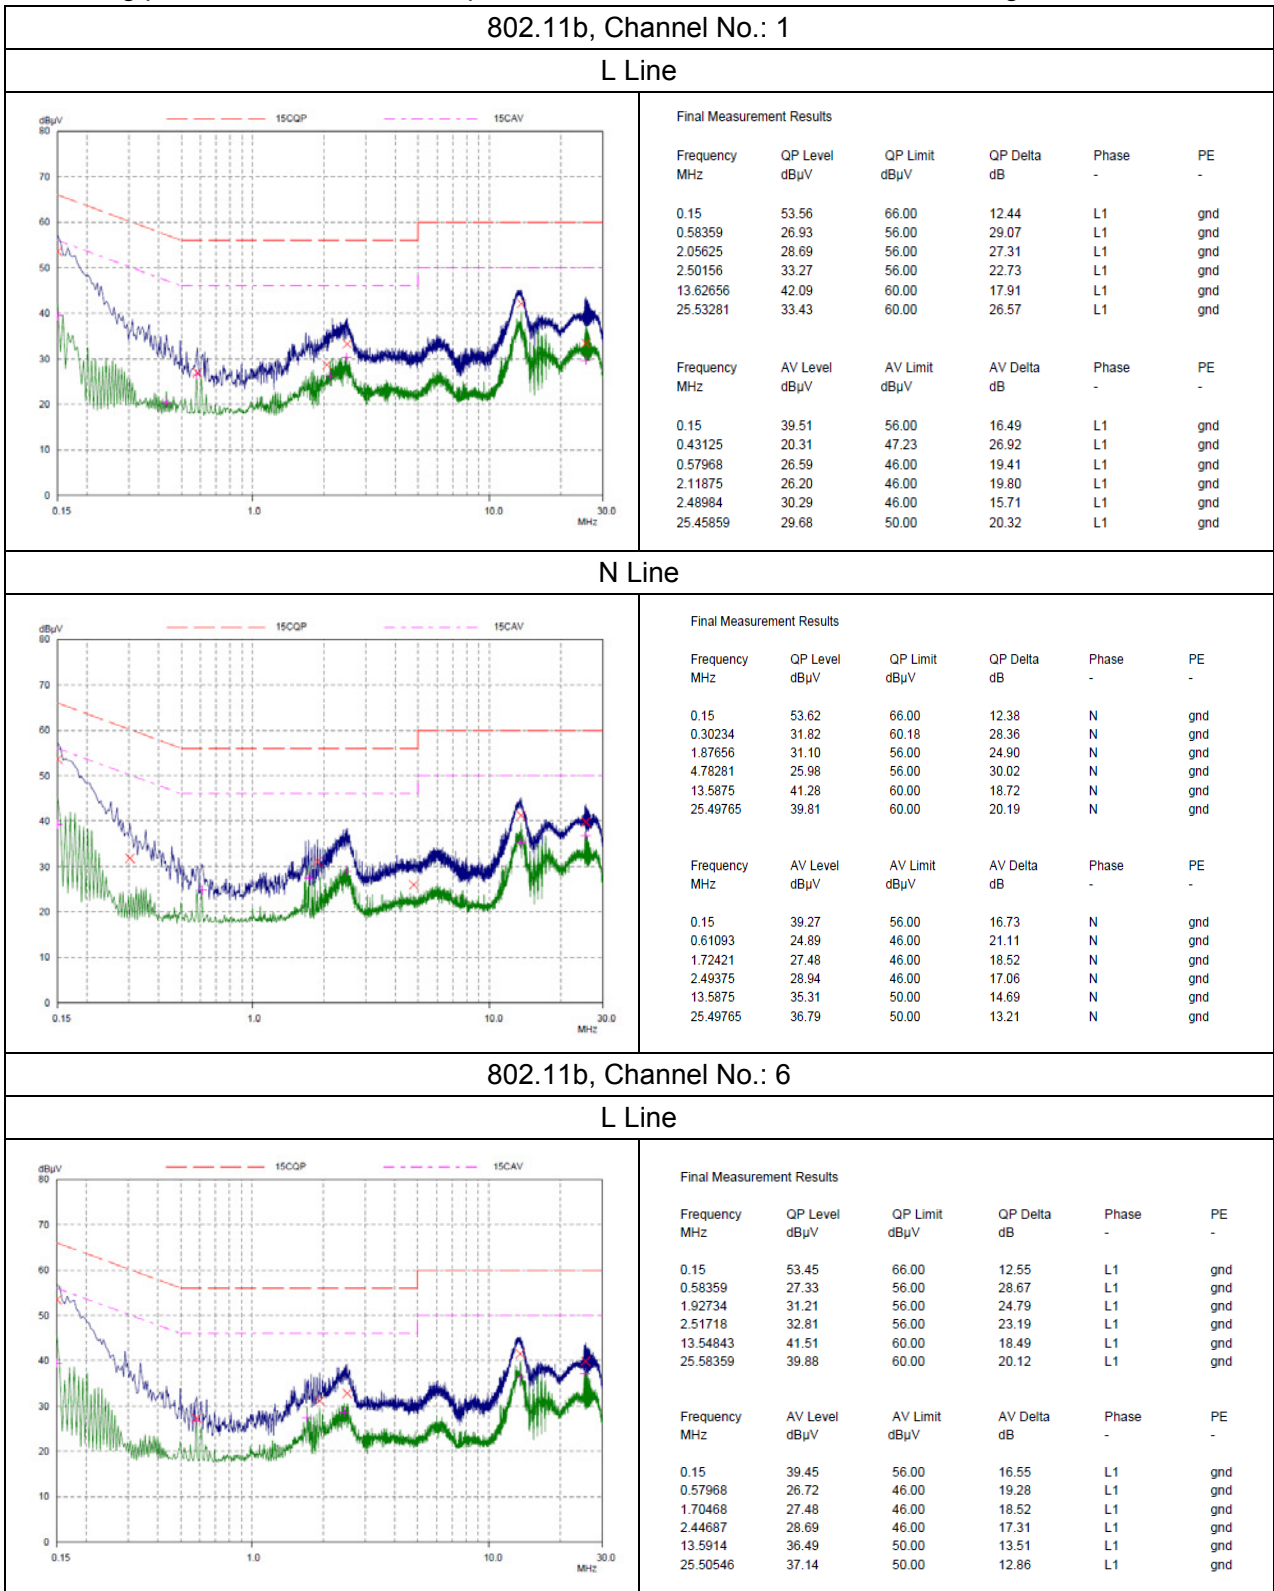 802.11b, Channel No.: 1
L Line
dBµV
15CQP
15CAV
80
70
60
50
40
30
20
10
0
0.15
1.0
10.0
30.0
MHz
Final Measurement Results
Frequency QP Level QP Limit QP Delta Phase PE
MHz dBµV dBµV dB - -
0.15 53.56 66.00 12.44 L1 gnd
0.58359 26.93 56.00 29.07 L1 gnd
2.05625 28.69 56.00 27.31 L1 gnd
2.50156 33.27 56.00 22.73 L1 gnd
13.62656 42.09 60.00 17.91 L1 gnd
25.53281 33.43 60.00 26.57 L1 gnd
Frequency AV Level AV Limit AV Delta Phase PE
MHz dBµV dBµV dB - -
0.15 39.51 56.00 16.49 L1 gnd
0.43125 20.31 47.23 26.92 L1 gnd
0.57968 26.59 46.00 19.41 L1 gnd
2.11875 26.20 46.00 19.80 L1 gnd
2.48984 30.29 46.00 15.71 L1 gnd
25.45859 29.68 50.00 20.32 L1 gnd
N Line
dBµV
15CQP
15CAV
80
70
60
50
40
30
20
10
0
0.15
1.0
10.0
30.0
MHz
Final Measurement Results
Frequency QP Level QP Limit QP Delta Phase PE
MHz dBµV dBµV dB - -
0.15 53.62 66.00 12.38 N gnd
0.30234 31.82 60.18 28.36 N gnd
1.87656 31.10 56.00 24.90 N gnd
4.78281 25.98 56.00 30.02 N gnd
13.5875 41.28 60.00 18.72 N gnd
25.49765 39.81 60.00 20.19 N gnd
Frequency AV Level AV Limit AV Delta Phase PE
MHz dBµV dBµV dB - -
0.15 39.27 56.00 16.73 N gnd
0.61093 24.89 46.00 21.11 N gnd
1.72421 27.48 46.00 18.52 N gnd
2.49375 28.94 46.00 17.06 N gnd
13.5875 35.31 50.00 14.69 N gnd
25.49765 36.79 50.00 13.21 N gnd
802.11b, Channel No.: 6
L Line
dBµV
15CQP
15CAV
80
70
60
50
40
30
20
10
0
0.15
1.0
10.0
30.0
MHz
Final Measurement Results
Frequency QP Level QP Limit QP Delta Phase PE
MHz dBµV dBµV dB - -
0.15 53.45 66.00 12.55 L1 gnd
0.58359 27.33 56.00 28.67 L1 gnd
1.92734 31.21 56.00 24.79 L1 gnd
2.51718 32.81 56.00 23.19 L1 gnd
13.54843 41.51 60.00 18.49 L1 gnd
25.58359 39.88 60.00 20.12 L1 gnd
Frequency AV Level AV Limit AV Delta Phase PE
MHz dBµV dBµV dB - -
0.15 39.45 56.00 16.55 L1 gnd
0.57968 26.72 46.00 19.28 L1 gnd
1.70468 27.48 46.00 18.52 L1 gnd
2.44687 28.69 46.00 17.31 L1 gnd
13.5914 36.49 50.00 13.51 L1 gnd
25.50546 37.14 50.00 12.86 L1 gnd